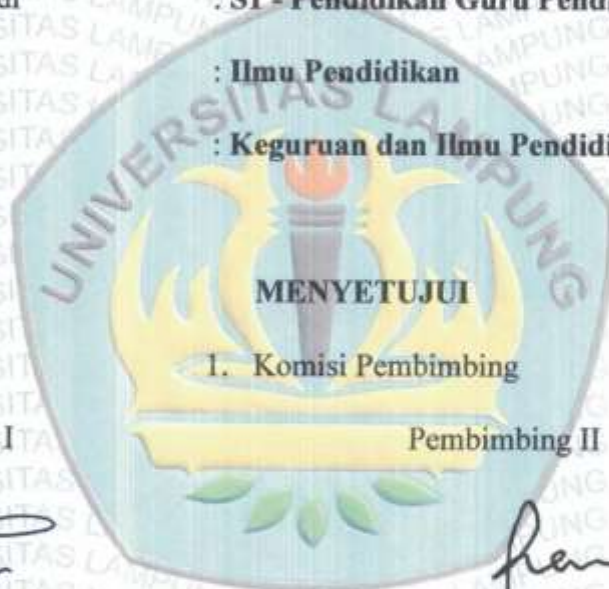 : S1 - Pendidikan Guru Pendi
: Ilmu Pendidikan
: Keguruan dan Ilmu Pendidi
UNIVERSITAS LAMPUNG
MENYETUJUI
1. Komisi Pembimbing
I
Pembimbing II